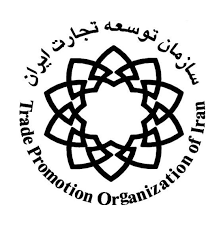 سازمان توسعه تجارت ایران
Trade Promotion Organization of Iran